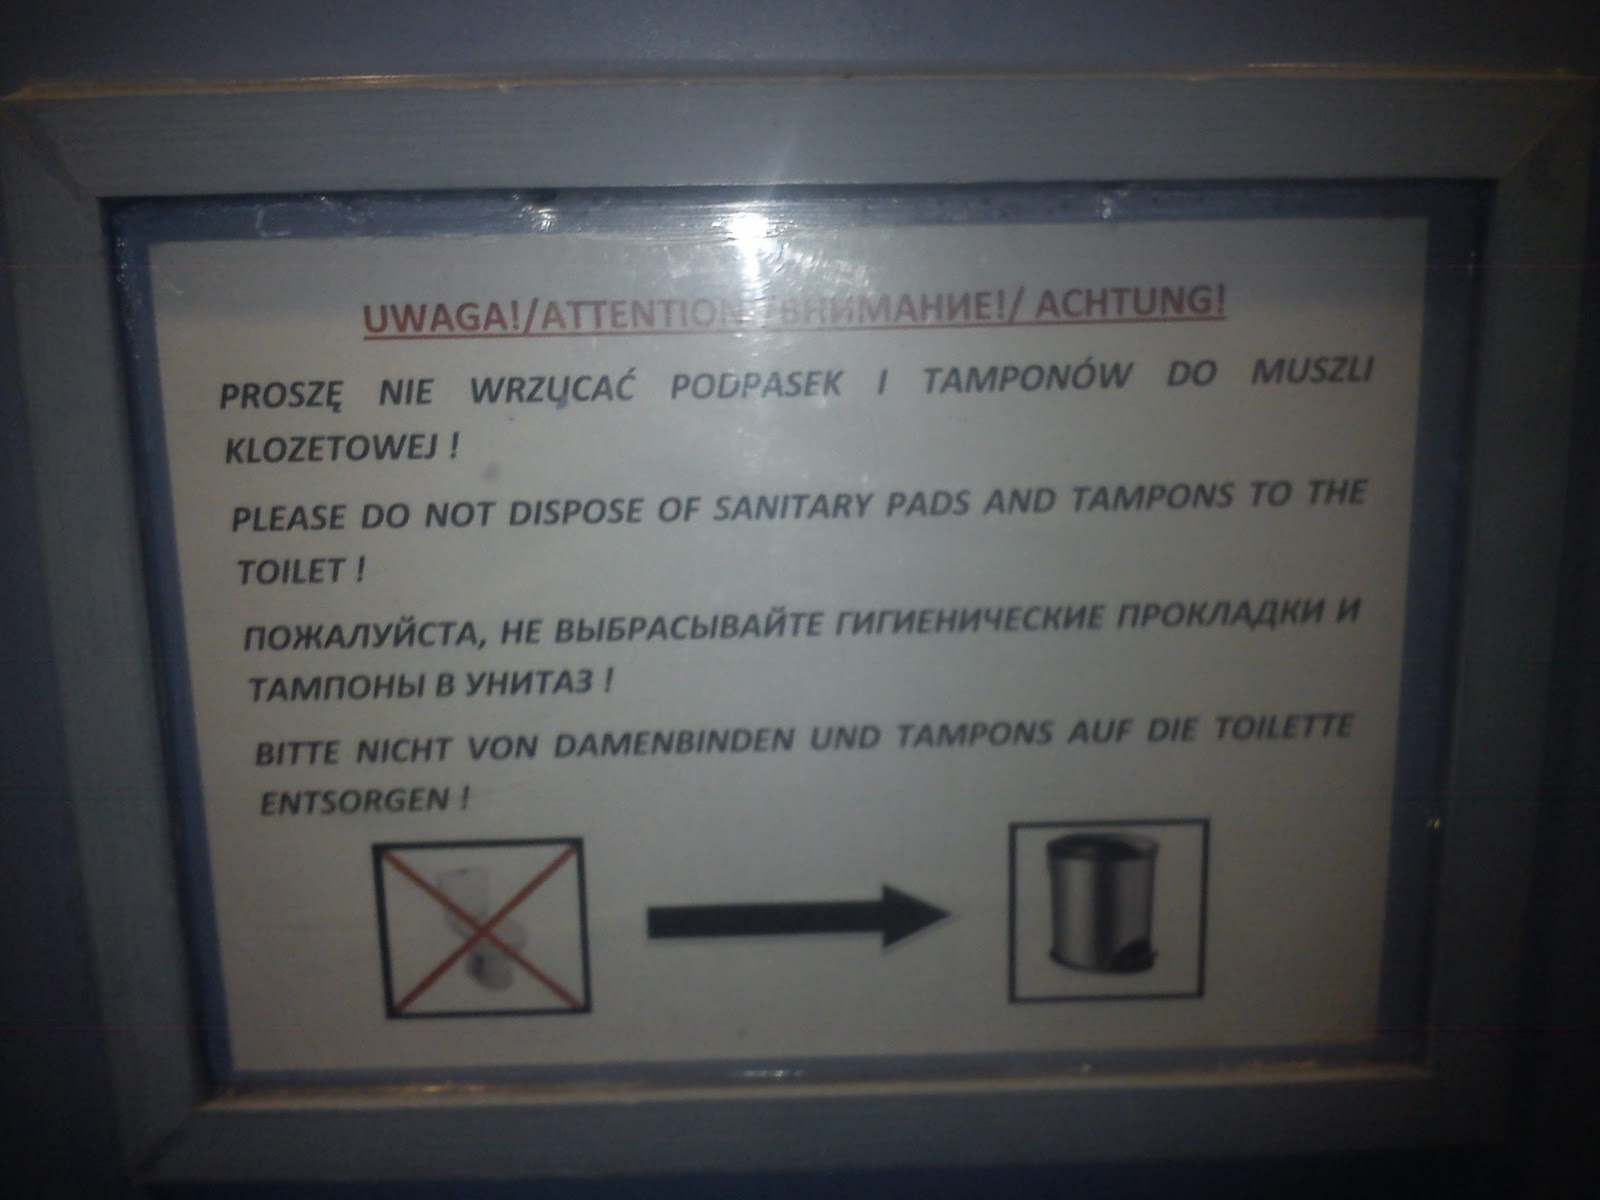 UWAGA!/ATTENTION ВНИМАНИЕ!/ ACHTUNG!
PROSZĘ NIE WRZUCAĆ PODPASEK I TAMPONÓW DO MUSZLI
KLOZETOWEJ !
PLEASE DO NOT DISPOSE OF SANITARY PADS AND TAMPONS TO THE
TOILET !
ПОЖАЛУЙСТА, НЕ ВЫБРАСЫВАЙТЕ ГИГИЕНИЧЕСКИЕ ПРОКЛАДКИ И
ТАМПОНЫ В УНИТАЗ !
BITTE NICHT VON DAMENBINDEN UND TAMPONS AUF DIE TOILETTE
ENTSORGEN !